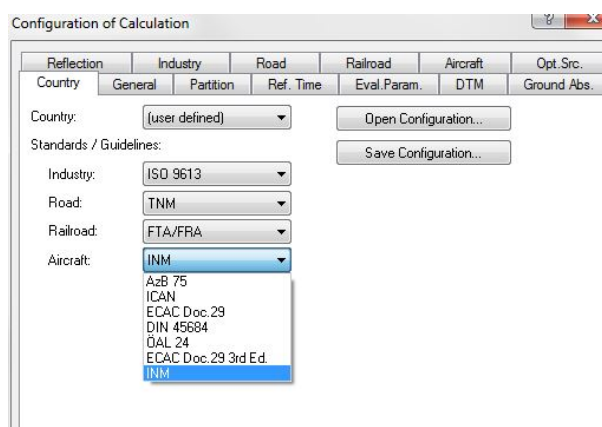 Configuration of Calculation
Reflection Industry Road Railroad Aircraft Opt.Src.
Country General Partition Ref. Time Eval.Param. DTM Ground Abs.
Country: (user defined) Open Configuration...
Standards / Guidelines: Save Configuration...
Industry: ISO 9613
Road: TNM
Railroad: FTA/FRA
Aircraft: INM
AzB 75
ICAN
ECAC Doc.29
DIN 45684
ÖAL 24
ECAC Doc.29 3rd Ed.
INM